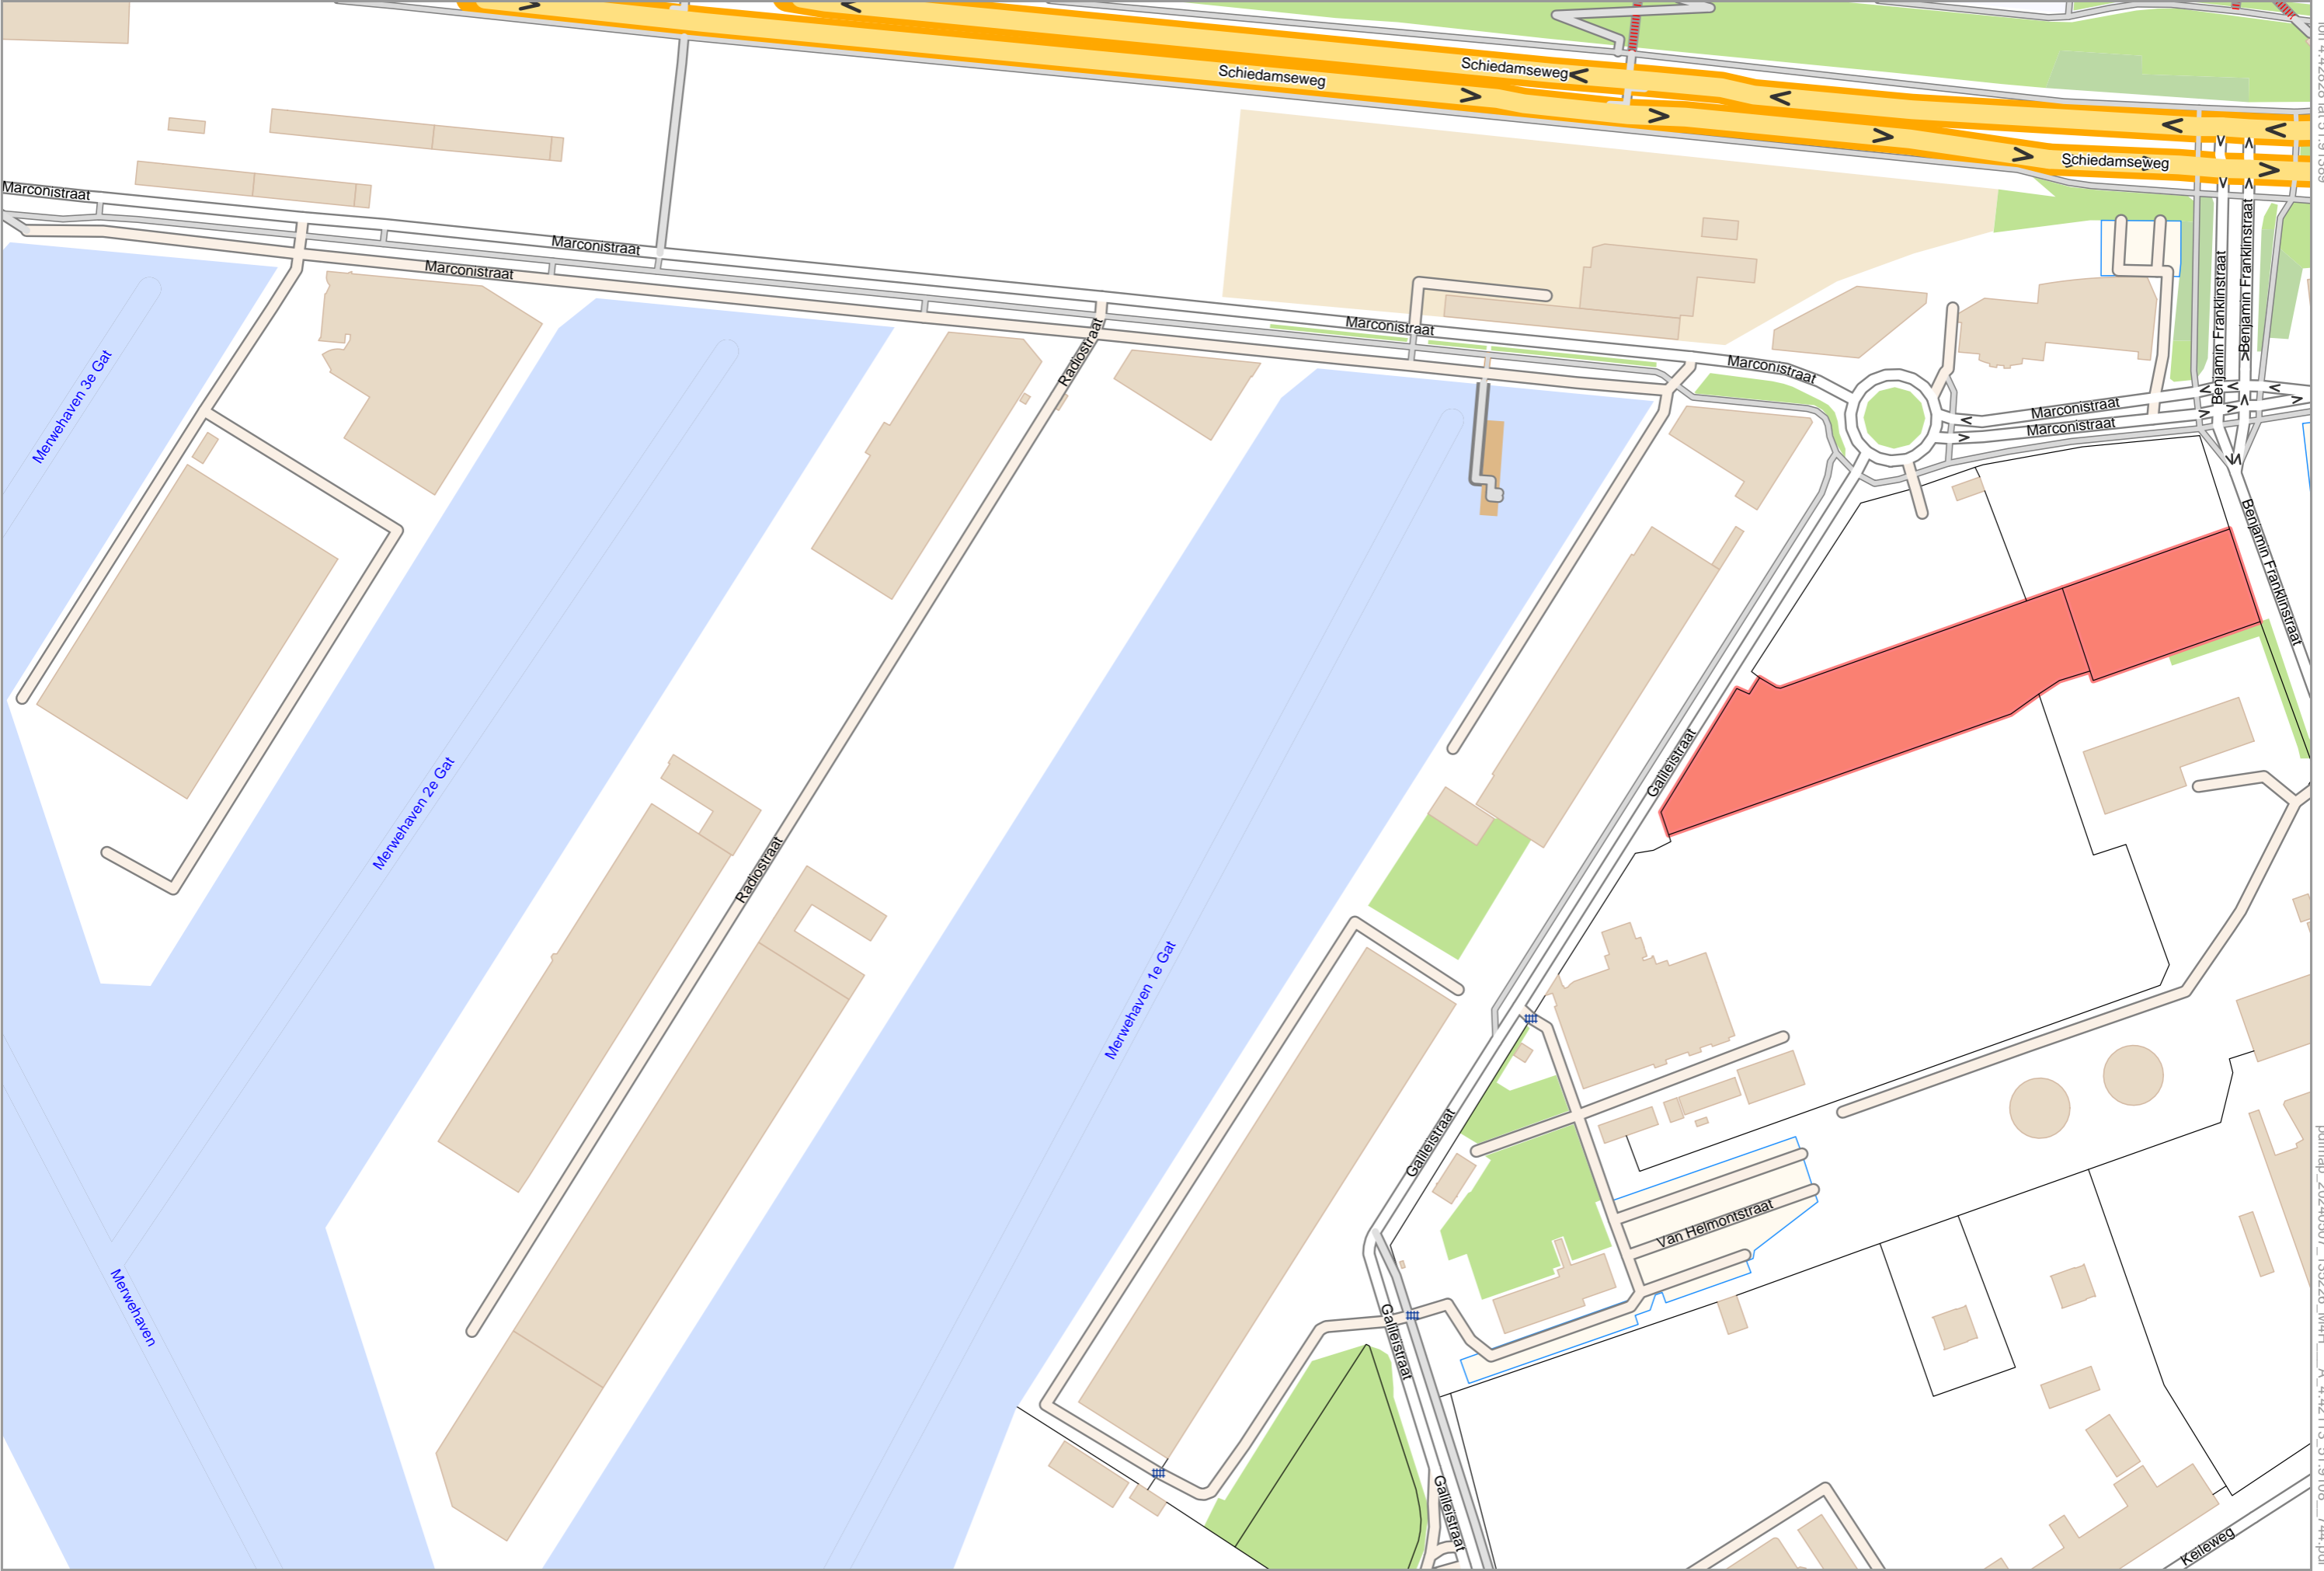 Schiedamseweg
Schiedamseweg
Schiedamseweg
Marconistraat
Marconistraat
Marconistraat
Marconistraat
Marconistraat
Marconistraat
Marconistraat
Benjamin Franklinstraat
Benjamin Franklinstraat
Benjamin Franklinstraat
Radiostraat
Radiostraat
Merwehaven 3e Gat
Merwehaven 2e Gat
Merwehaven 1e Gat
Merwehaven
Galileistraat
Galileistraat
Galileistraat
Galileistraat
Van Helmontstraat
Keileweg